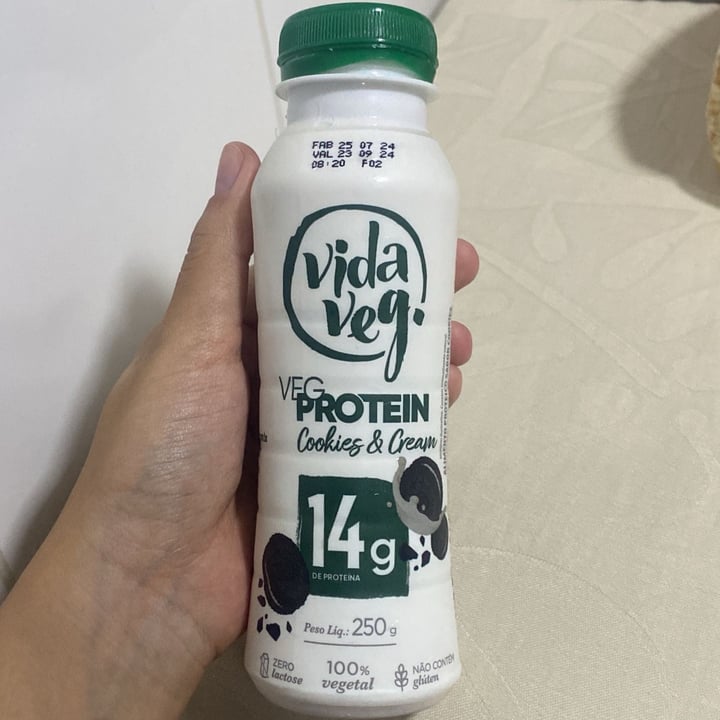 FAB 25 07 24
VAL 23 09 24
08:20 F02
vida
veg.
VEG
PROTEIN
Cookies & Cream
14g
DE PROTEÍNA
Peso Liq.: 250 g
ZERO
lactose
100%
vegetal
NÃO CONTÉM
glúten